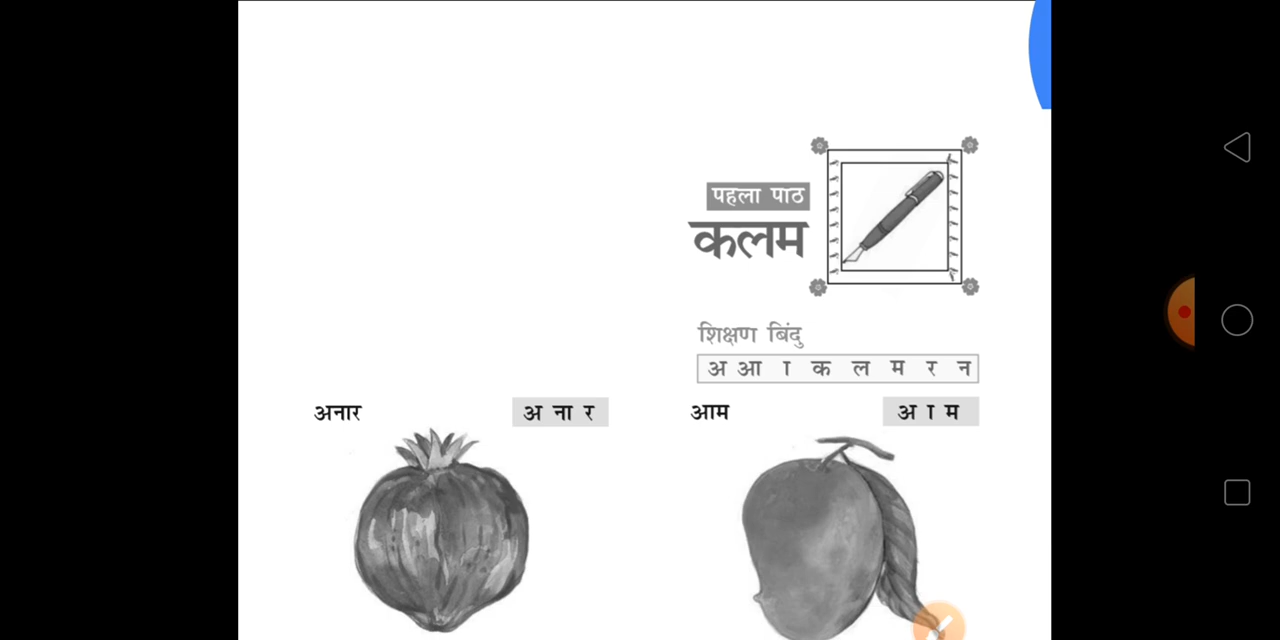 पहला पाठ
कलम
शिक्षण बिंदु
अ आ ा क ल म र न
अनार अ ना र आम अ ा म